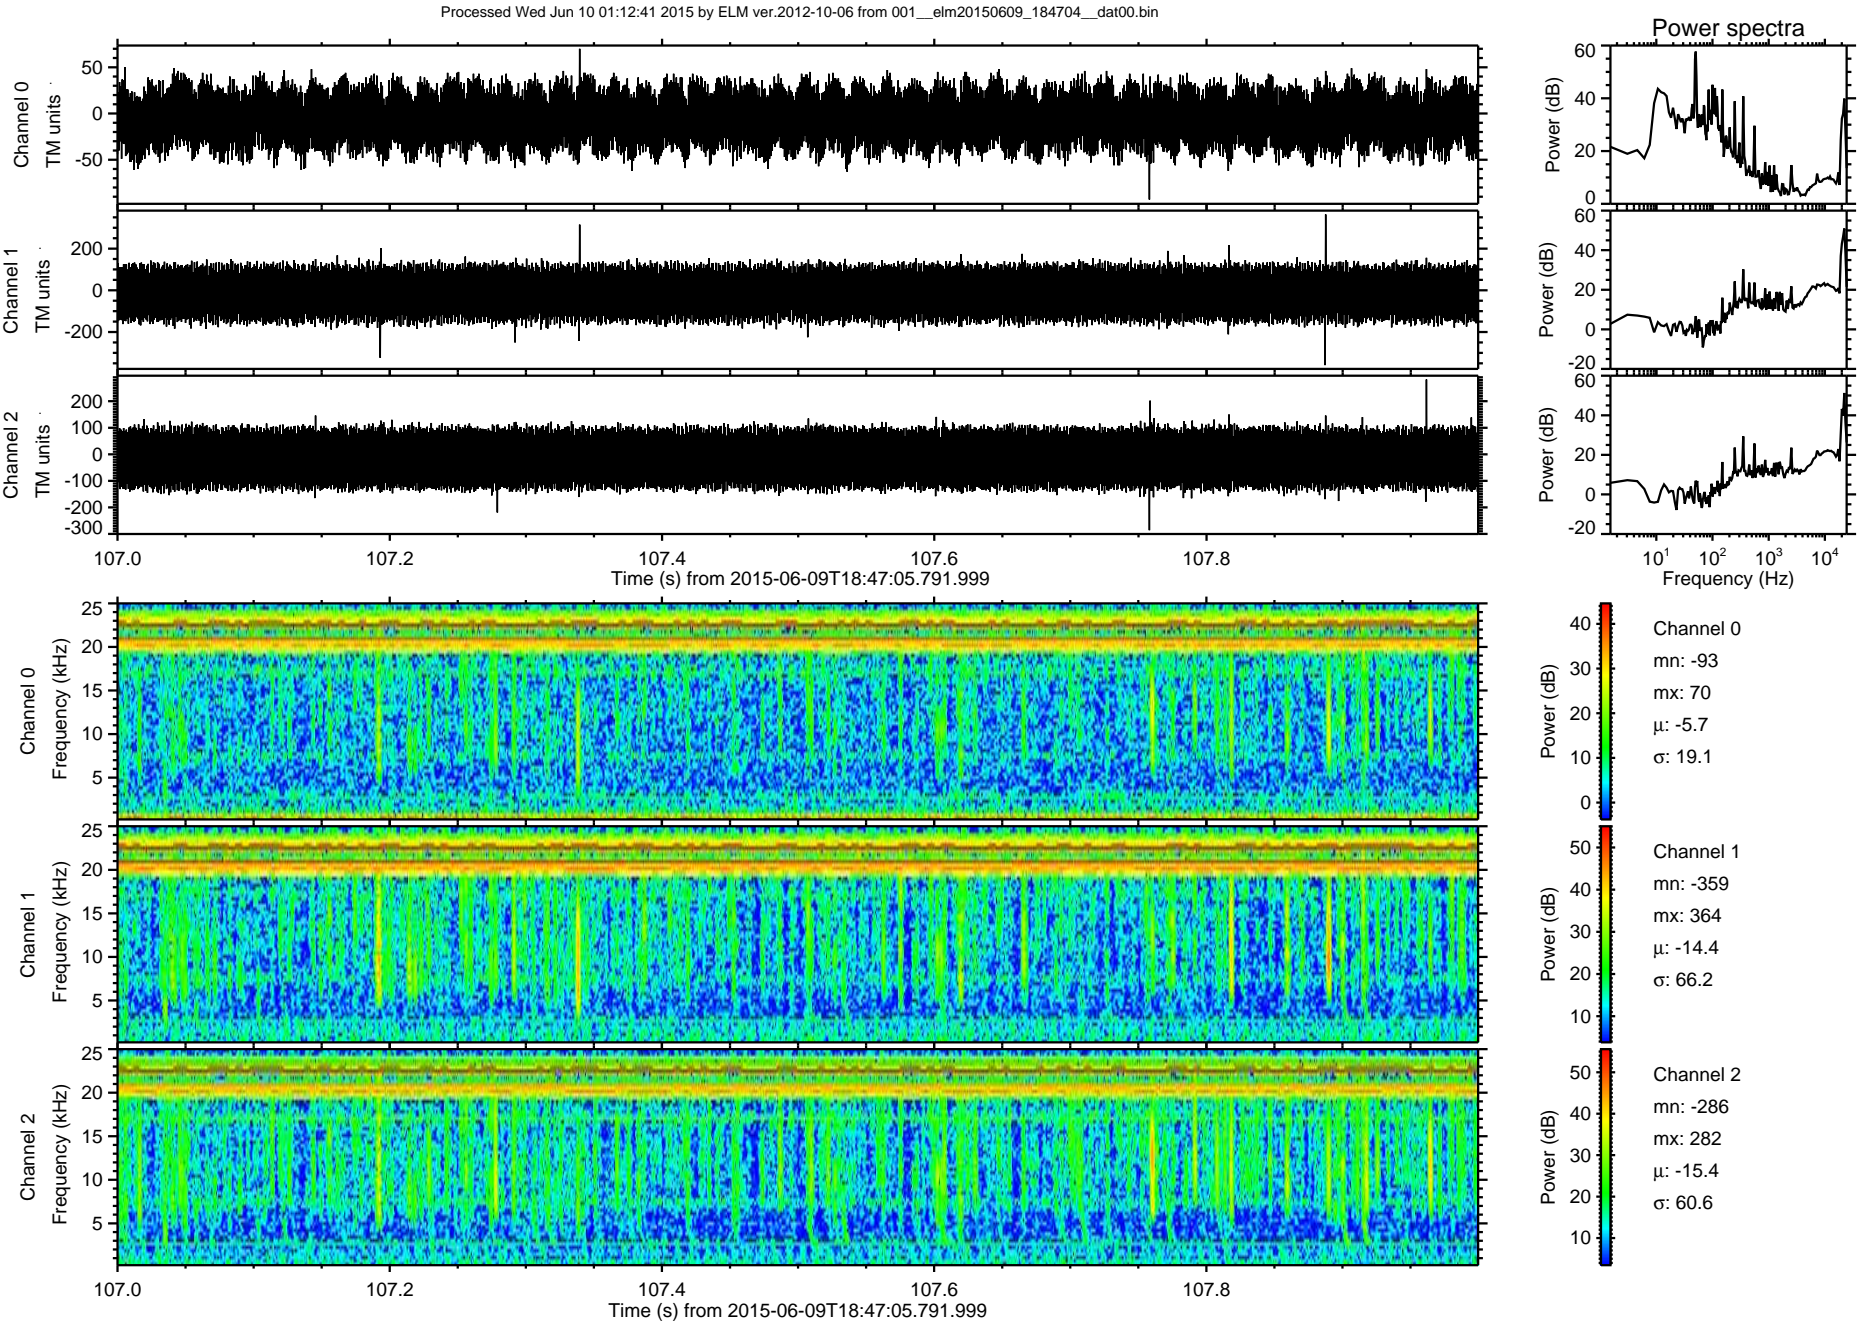 Processed Wed Jun 10 01:12:41 2015 by ELM ver.2012-10-06 from 001__elm20150609_184704__dat00.bin
Power spectra
Channel 0
TM units
50
0
-50
Power (dB)
60
40
20
0
Channel 1
TM units
200
0
-200
Power (dB)
60
40
20
0
-20
Channel 2
TM units
200
100
0
-100
-200
-300
Power (dB)
60
40
20
0
-20
107.0 107.2 107.4 107.6 107.8
Time (s) from 2015-06-09T18:47:05.791.999
10^1 10^2 10^3 10^4
Frequency (Hz)
Channel 0
Frequency (kHz)
25
20
15
10
5
Power (dB)
40
30
20
10
0
Channel 0
mn: -93
mx: 70
μ: -5.7
σ: 19.1
Channel 1
Frequency (kHz)
25
20
15
10
5
Power (dB)
50
40
30
20
10
Channel 1
mn: -359
mx: 364
μ: -14.4
σ: 66.2
Channel 2
Frequency (kHz)
25
20
15
10
5
Power (dB)
50
40
30
20
10
Channel 2
mn: -286
mx: 282
μ: -15.4
σ: 60.6
107.0 107.2 107.4 107.6 107.8
Time (s) from 2015-06-09T18:47:05.791.999